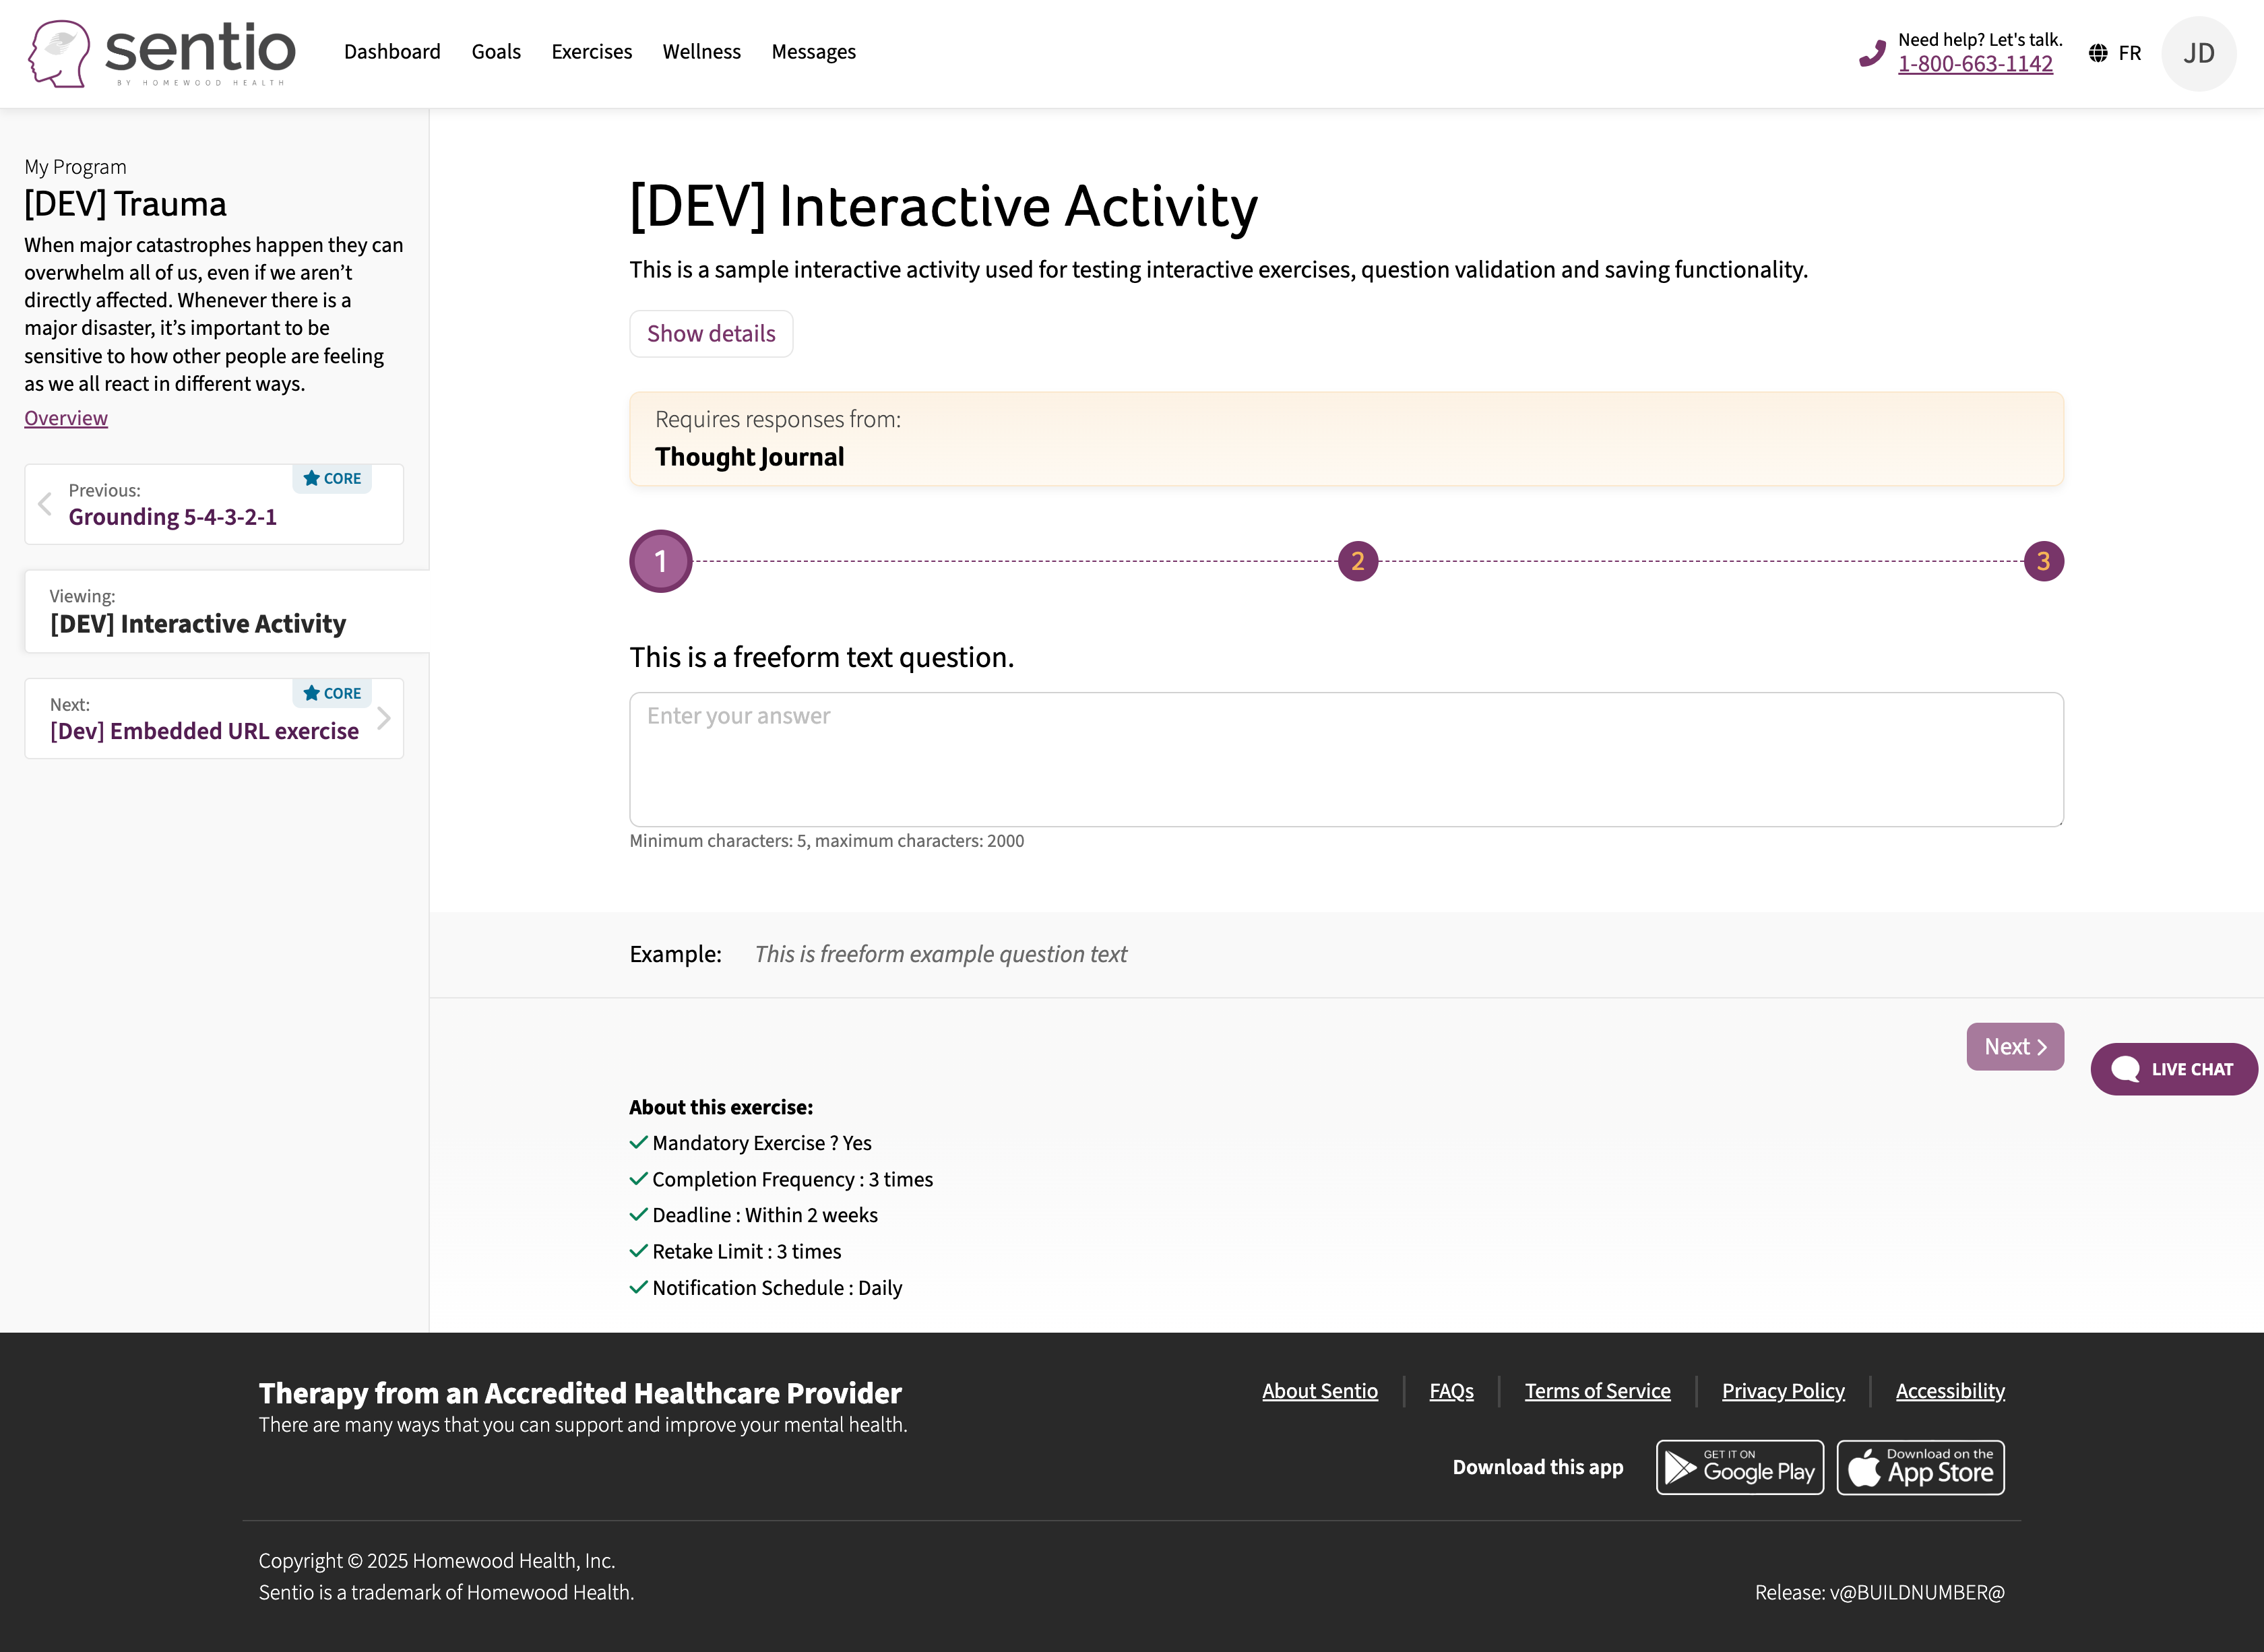 sentio
BY HOMEWOOD HEALTH
Dashboard
Goals
Exercises
Wellness
Messages
Need help? Let's talk.
1-800-663-1142
FR
JD
My Program
[DEV] Trauma
When major catastrophes happen they can
overwhelm all of us, even if we aren’t
directly affected. Whenever there is a
major disaster, it’s important to be
sensitive to how other people are feeling
as we all react in different ways.
Overview
CORE
Previous:
Grounding 5-4-3-2-1
Viewing:
[DEV] Interactive Activity
CORE
Next:
[Dev] Embedded URL exercise
[DEV] Interactive Activity
This is a sample interactive activity used for testing interactive exercises, question validation and saving functionality.
Show details
Requires responses from:
Thought Journal
1
2
3
This is a freeform text question.
Enter your answer
Minimum characters: 5, maximum characters: 2000
Example:
This is freeform example question text
Next
LIVE CHAT
About this exercise:
Mandatory Exercise ? Yes
Completion Frequency : 3 times
Deadline : Within 2 weeks
Retake Limit : 3 times
Notification Schedule : Daily
Therapy from an Accredited Healthcare Provider
There are many ways that you can support and improve your mental health.
About Sentio
FAQs
Terms of Service
Privacy Policy
Accessibility
Download this app
GET IT ON
Google Play
Download on the
App Store
Copyright © 2025 Homewood Health, Inc.
Sentio is a trademark of Homewood Health.
Release: v@BUILDNUMBER@